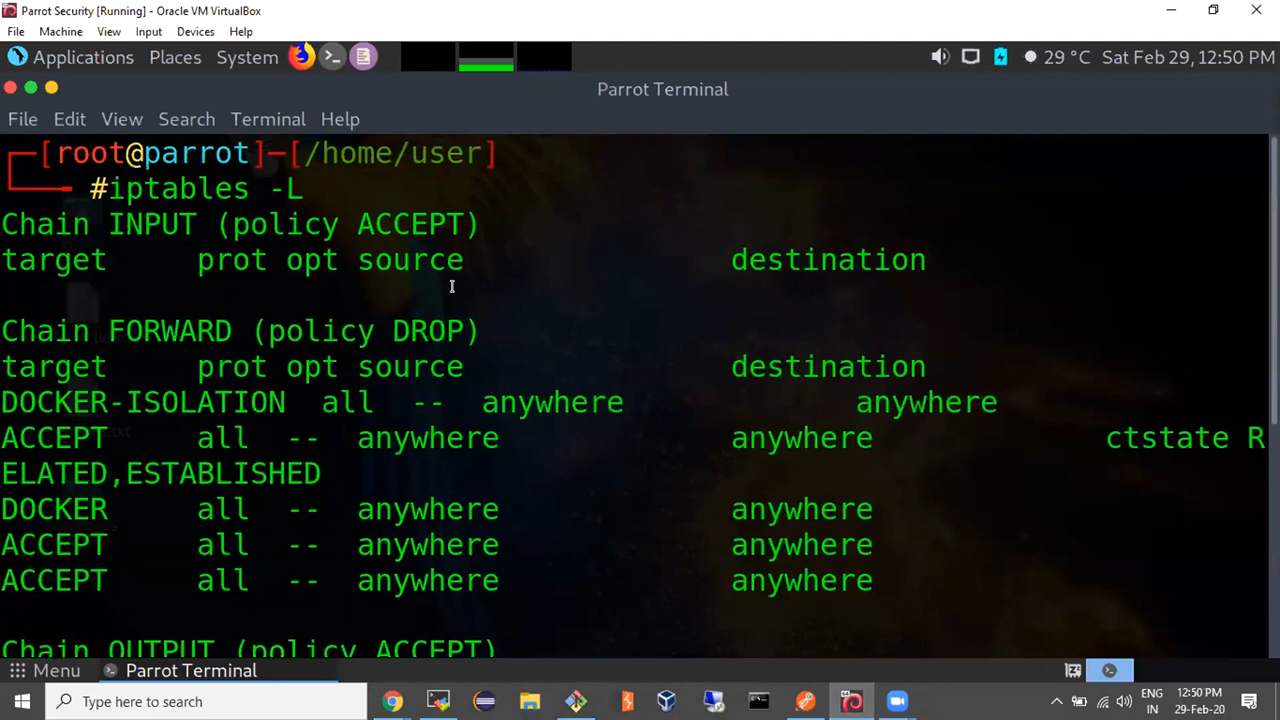 Parrot Security [Running] - Oracle VM VirtualBox
File Machine View Input Devices Help
Applications Places System 29 °C Sat Feb 29, 12:50 PM
Parrot Terminal
File Edit View Search Terminal Help
[root@parrot]─[/home/user]
#iptables -L
Chain INPUT (policy ACCEPT)
target prot opt source destination
Chain FORWARD (policy DROP)
target prot opt source destination
DOCKER-ISOLATION all -- anywhere anywhere
ACCEPT all -- anywhere anywhere ctstate R
ELATED,ESTABLISHED
DOCKER all -- anywhere anywhere
ACCEPT all -- anywhere anywhere
ACCEPT all -- anywhere anywhere
Chain OUTPUT (policy ACCEPT)
Menu Parrot Terminal
Type here to search
ENG 12:50 PM
IN 29-Feb-20